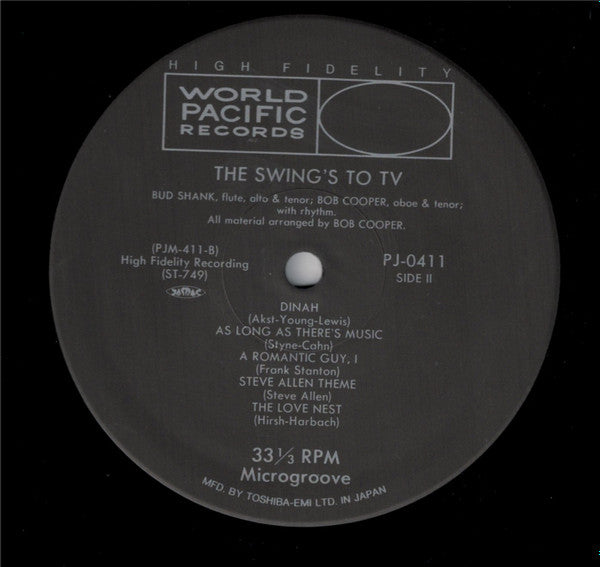 HIGH FIDELITY
WORLD
PACIFIC
RECORDS
THE SWING'S TO TV
BUD SHANK, flute, alto & tenor; BOB COOPER, oboe & tenor;
with rhythm.
All material arranged by BOB COOPER.
(PJM-411-B)
High Fidelity Recording
(ST-749)
JASRAC
PJ-0411
SIDE II
DINAH
(Akst-Young-Lewis)
AS LONG AS THERE'S MUSIC
(Styne-Cahn)
A ROMANTIC GUY, I
(Frank Stanton)
STEVE ALLEN THEME
(Steve Allen)
THE LOVE NEST
(Hirsh-Harbach)
33 1/3 RPM
Microgroove
MFD. BY TOSHIBA-EMI LTD. IN JAPAN